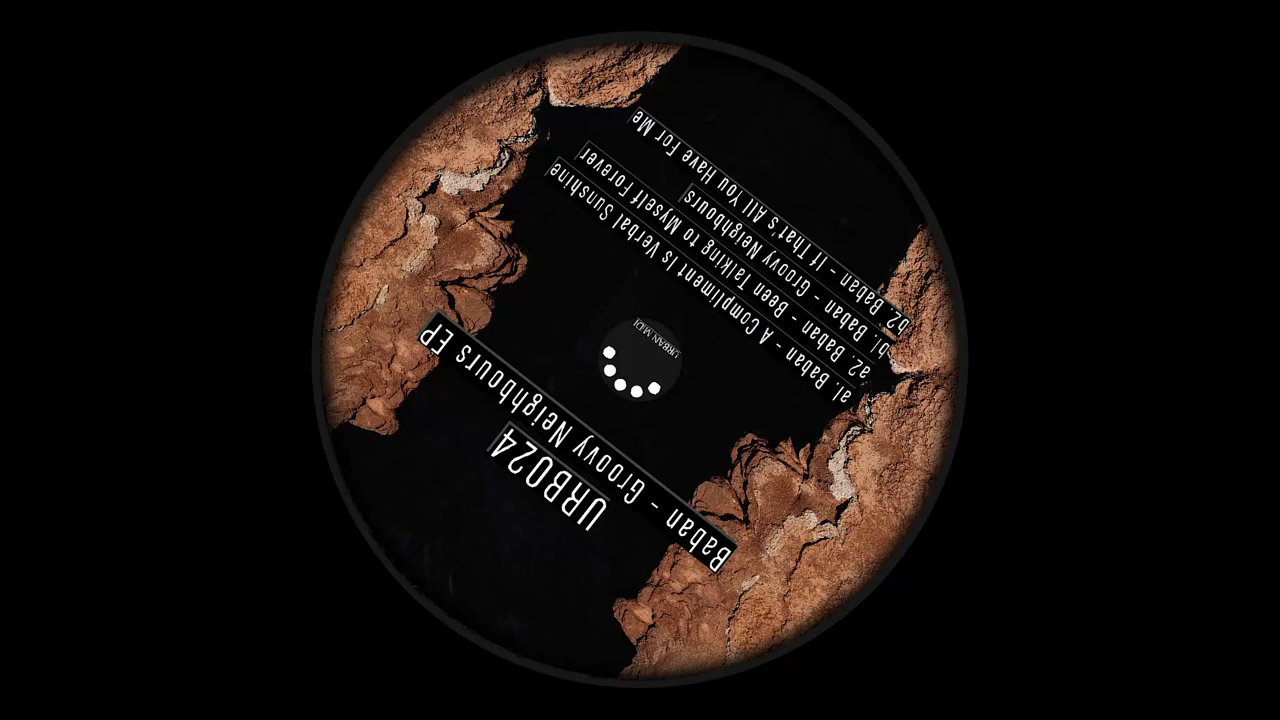 URB024
Baban - Groovy Neighbours EP
URBAN MIDI
a1. Baban - A Compliment Is Verbal Sunshine
a2. Baban - Been Talking to Myself Forever
b1. Baban - Groovy Neighbours
b2. Baban - If That's All You Have For Me